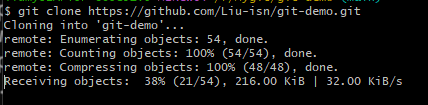 $ git clone https://github.com/Liu-isn/git-demo.git
Cloning into 'git-demo'...
remote: Enumerating objects: 54, done.
remote: Counting objects: 100% (54/54), done.
remote: Compressing objects: 100% (48/48), done.
Receiving objects:  38% (21/54), 216.00 KiB | 32.00 KiB/s